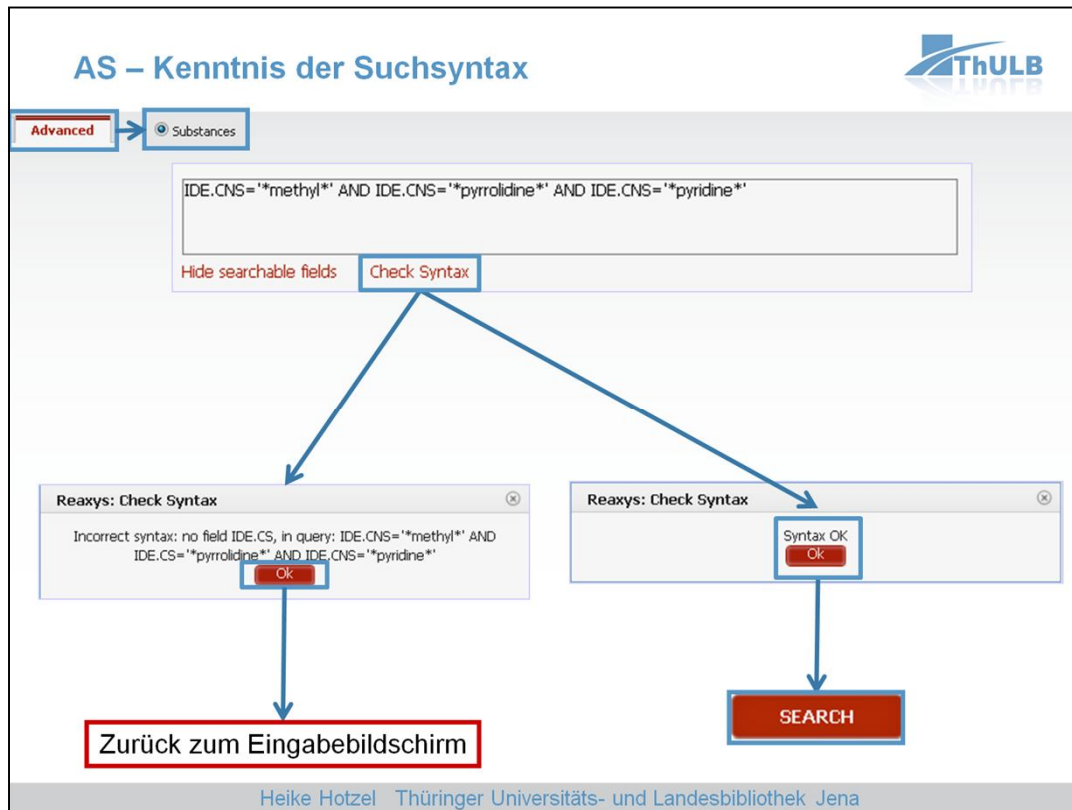 AS – Kenntnis der Suchsyntax
ThULB
Advanced
Substances
IDE.CNS='*methyl*' AND IDE.CNS='*pyrrolidine*' AND IDE.CNS='*pyridine*'
Hide searchable fields Check Syntax
Reaxys: Check Syntax
Incorrect syntax: no field IDE.CS, in query: IDE.CNS='*methyl*' AND
IDE.CS='*pyrrolidine*' AND IDE.CNS='*pyridine*'
Ok
Zurück zum Eingabebildschirm
Reaxys: Check Syntax
Syntax OK
Ok
SEARCH
Heike Hotzel Thüringer Universitäts- und Landesbibliothek Jena